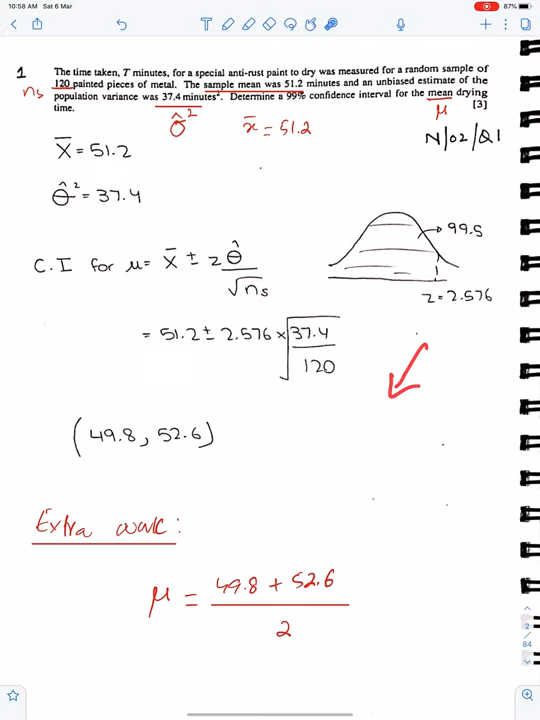 10:58 AM Sat 6 Mar
87%
1 The time taken, T minutes, for a special anti-rust paint to dry was measured for a random sample of
120 painted pieces of metal. The sample mean was 51.2 minutes and an unbiased estimate of the
population variance was 37.4 minutes². Determine a 99% confidence interval for the mean drying
time. [3]
ns
σ̂² x̄ = 51.2 μ
N/02/Q1
X̄ = 51.2
θ̂² = 37.4
99.5
C.I for μ = X̄ ± zθ̂/√ns
z = 2.576
= 51.2 ± 2.576 × √(37.4/120)
(49.8, 52.6)
Extra work:
μ = (49.8 + 52.6)/2
2
/
84